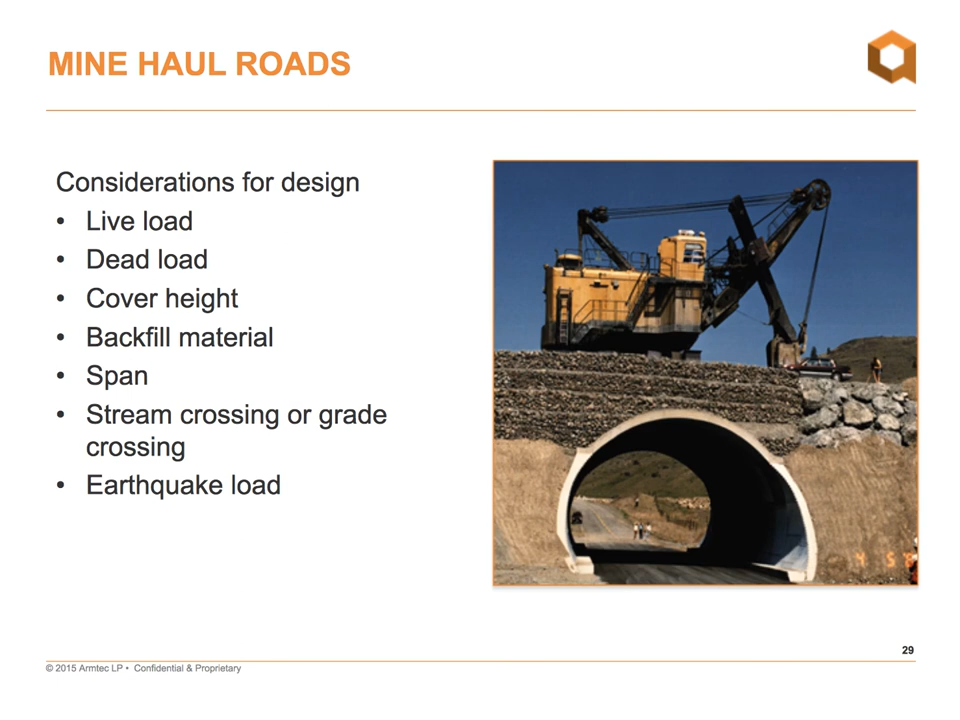 MINE HAUL ROADS
Considerations for design
• Live load
• Dead load
• Cover height
• Backfill material
• Span
• Stream crossing or grade
crossing
• Earthquake load
29
© 2015 Armtec LP • Confidential & Proprietary